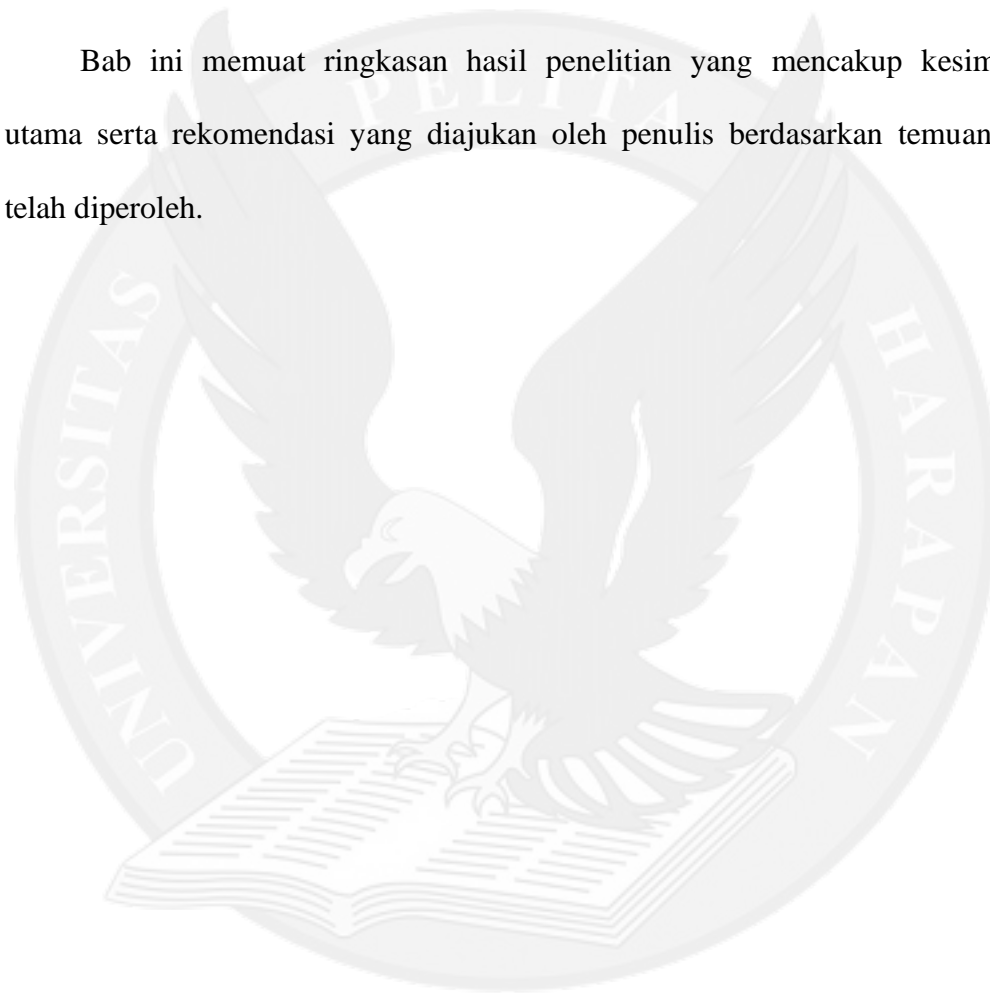 Bab ini memuat ringkasan hasil penelitian yang mencakup kesim
utama serta rekomendasi yang diajukan oleh penulis berdasarkan temuan
telah diperoleh.
UNIVERSITAS PELITA HARAPAN